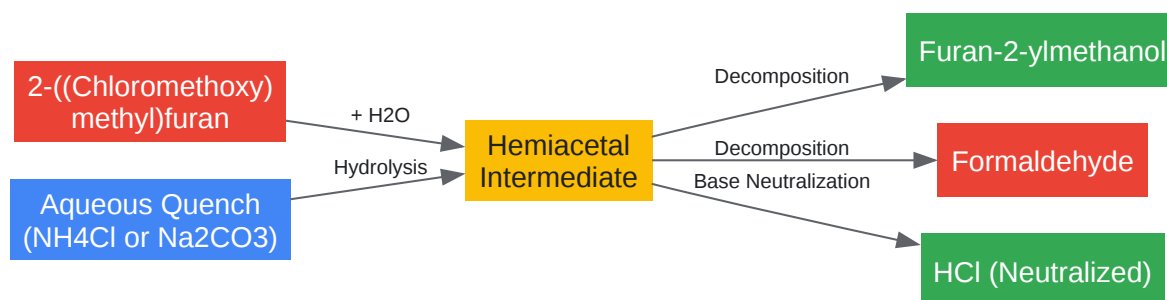 2-((Chloromethoxy)
methyl)furan
Aqueous Quench
(NH4Cl or Na2CO3)
+ H2O
Hydrolysis
Hemiacetal
Intermediate
Decomposition
Decomposition
Base Neutralization
Furan-2-ylmethanol
Formaldehyde
HCl (Neutralized)